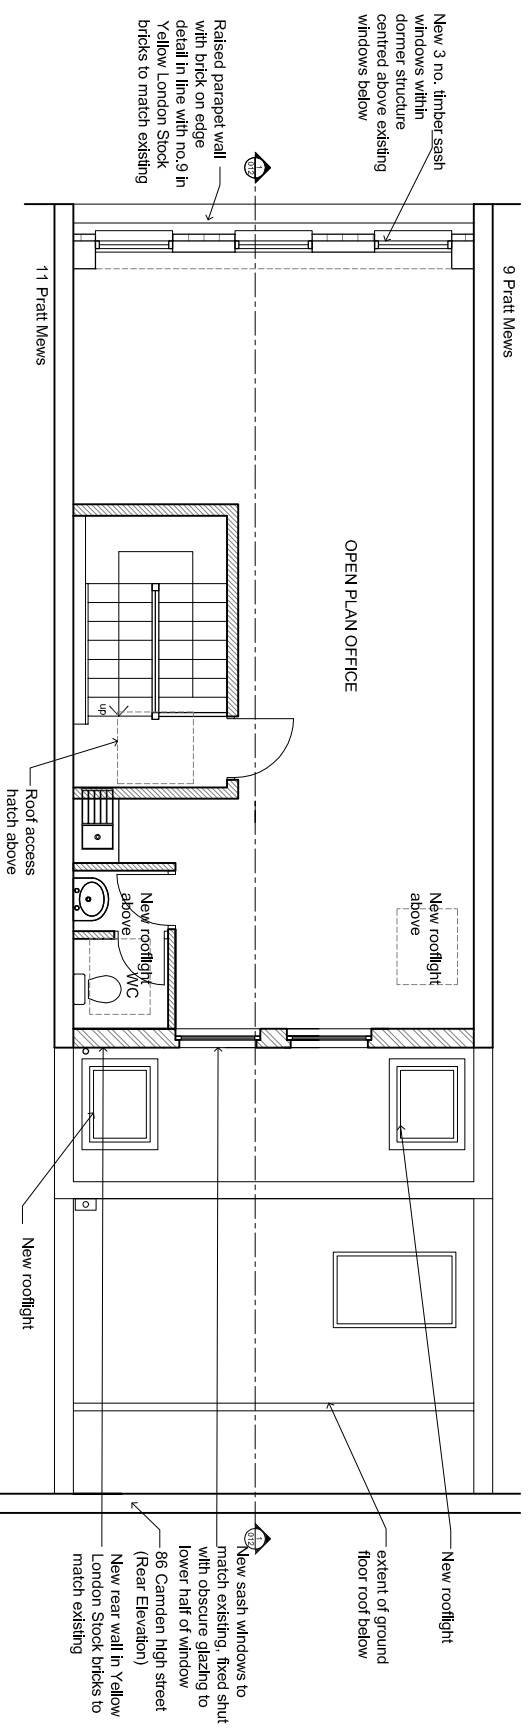 New 3 no. timber sash
windows within
dormer structure
centred above existing
windows below
Raised parapet wall
with brick on edge
detail in line with no.9 in
Yellow London Stock
bricks to match existing
1
012
9 Pratt Mews
11 Pratt Mews
OPEN PLAN OFFICE
up
Roof access
hatch above
New rooflight
above
New rooflight
above
WC
New rooflight
New rooflight
extent of ground
floor roof below
1
012
New sash windows to
match existing, fixed shut
with obscure glazing to
lower half of window
86 Camden high street
(Rear Elevation)
New rear wall in Yellow
London Stock bricks to
match existing